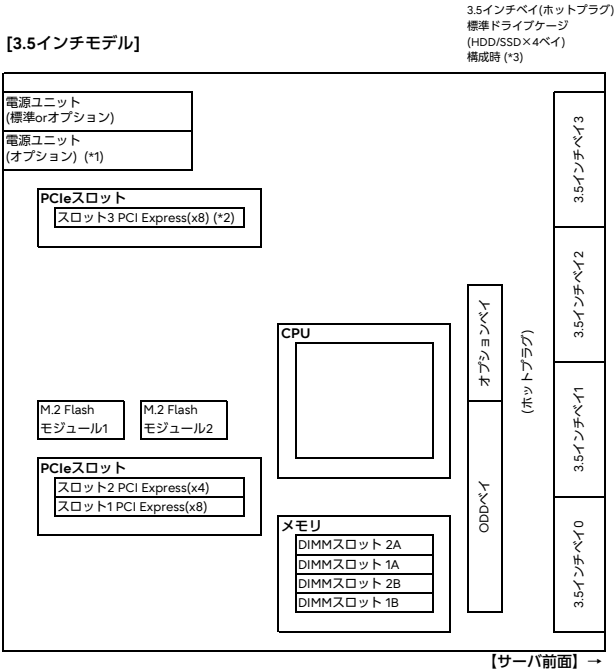 3.5インチベイ(ホットプラグ)
標準ドライブケージ
(HDD/SSD×4ベイ)
構成時 (*3)
[3.5インチモデル]
電源ユニット
(標準orオプション)
電源ユニット
(オプション) (*1)
PCIeスロット
スロット3 PCI Express(x8) (*2)
3.5インチベイ3
3.5インチベイ2
CPU
オプションベイ
(ホットプラグ)
3.5インチベイ1
M.2 Flash
モジュール1
M.2 Flash
モジュール2
PCIeスロット
スロット2 PCI Express(x4)
スロット1 PCI Express(x8)
ODDベイ
メモリ
DIMMスロット 2A
DIMMスロット 1A
DIMMスロット 2B
DIMMスロット 1B
3.5インチベイ0
【サーバ前面】→